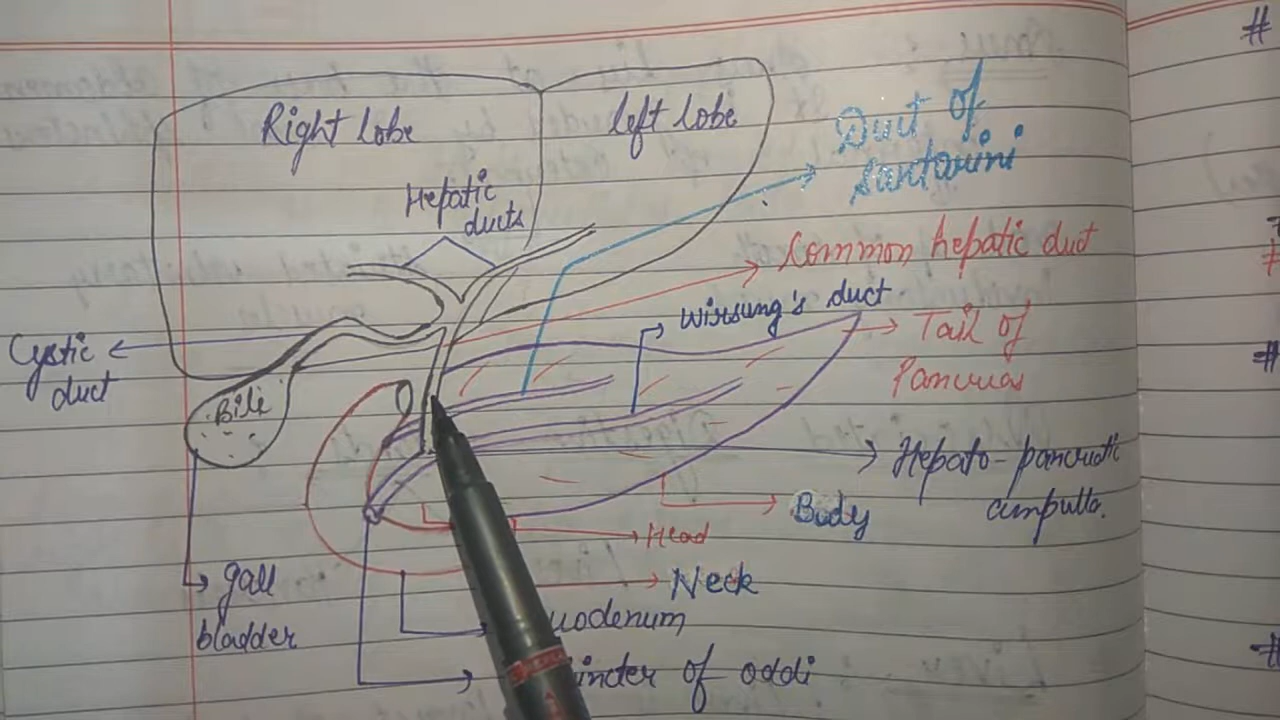 Right lobe
left lobe
Duct of
santorini
Hepatic
ducts
Common hepatic duct
Wirsung's duct
Cystic
duct
Tail of
Pancreas
Bile
Hepato-pancreatic
ampulla.
Body
Head
gall
bladder
Neck
uodenum
of oddi
#
#
#
#